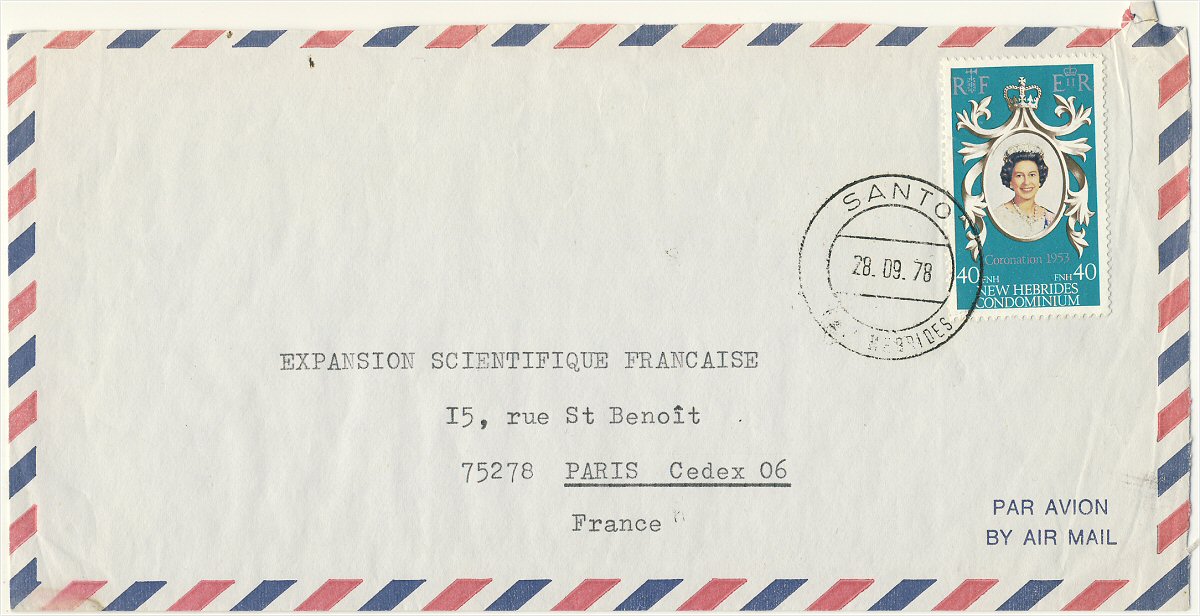 RF EIIR
Coronation 1953
40 FNH FNH 40
NEW HEBRIDES
CONDOMINIUM
SANTO
28.09.78
HEBRIDES
EXPANSION SCIENTIFIQUE FRANCAISE
I5, rue St Benoît
75278 PARIS Cedex 06
France
PAR AVION
BY AIR MAIL